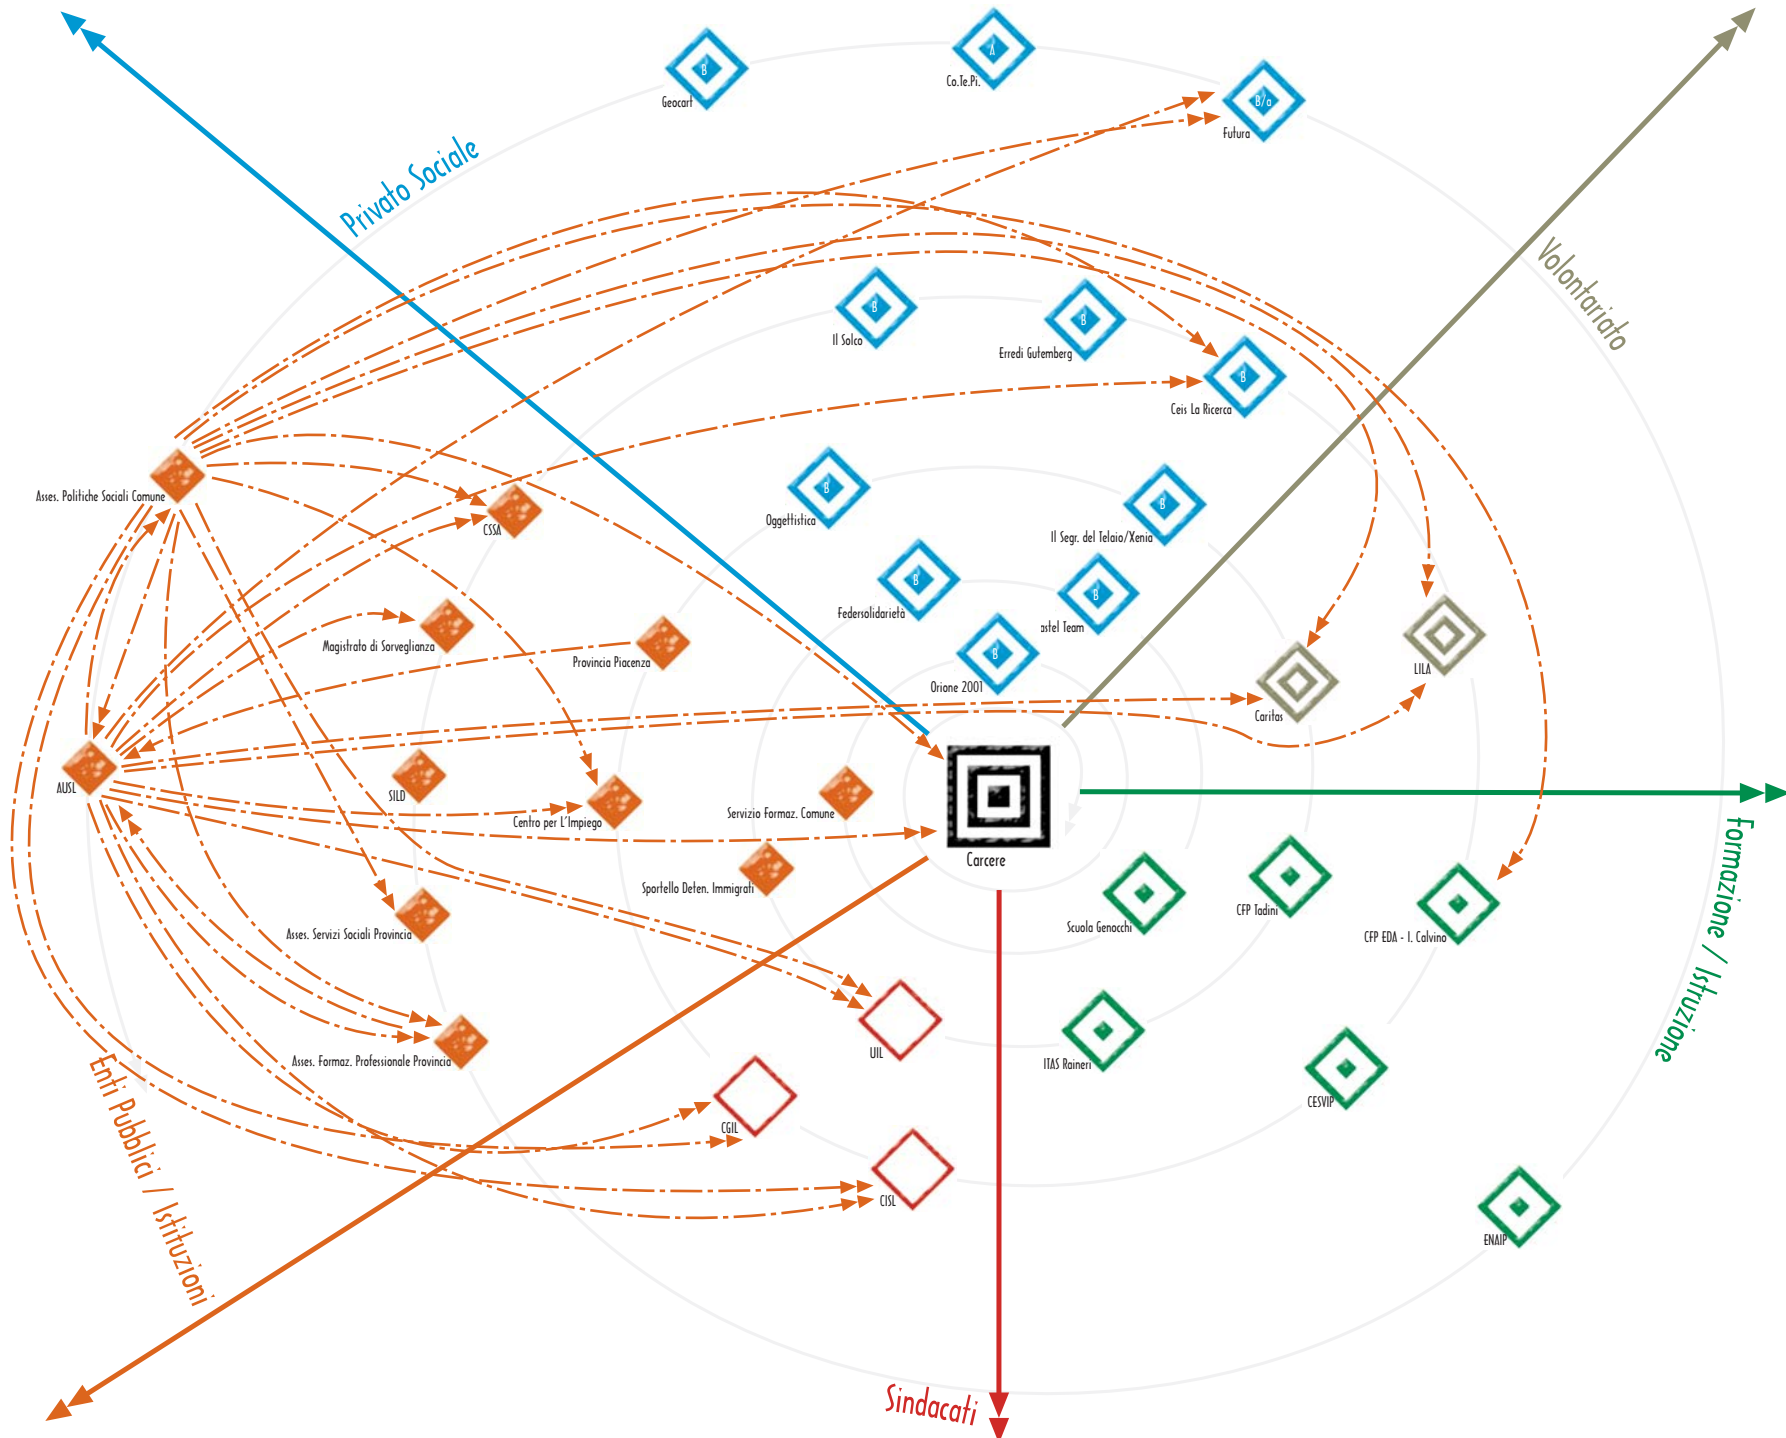 B
Geocart
A
Co.Te.Pi.
B/a
Futura
Privato Sociale
Volontariato
B
Il Solco
B
Erredi Gutemberg
B
Ceis La Ricerca
Asses. Politiche Sociali Comune
CSSA
B
Oggettistica
B
Il Segr. del Telaio/Xenia
B
Federsolidarietà
B
astel Team
B
Orione 2001
Magistrato di Sorveglianza
Provincia Piacenza
LILA
Caritas
AUSL
SILD
Centro per L'Impiego
Servizio Formaz. Comune
Carcere
Formazione / Istruzione
Sportello Deten. Immigrati
Scuola Genocchi
CFP Tadini
CFP EDA - I. Calvino
Asses. Servizi Sociali Provincia
UIL
ITAS Raineri
Asses. Formaz. Professionale Provincia
CESVIP
CGIL
CISL
ENAIP
Enti Pubblici / Istituzioni
Sindacati